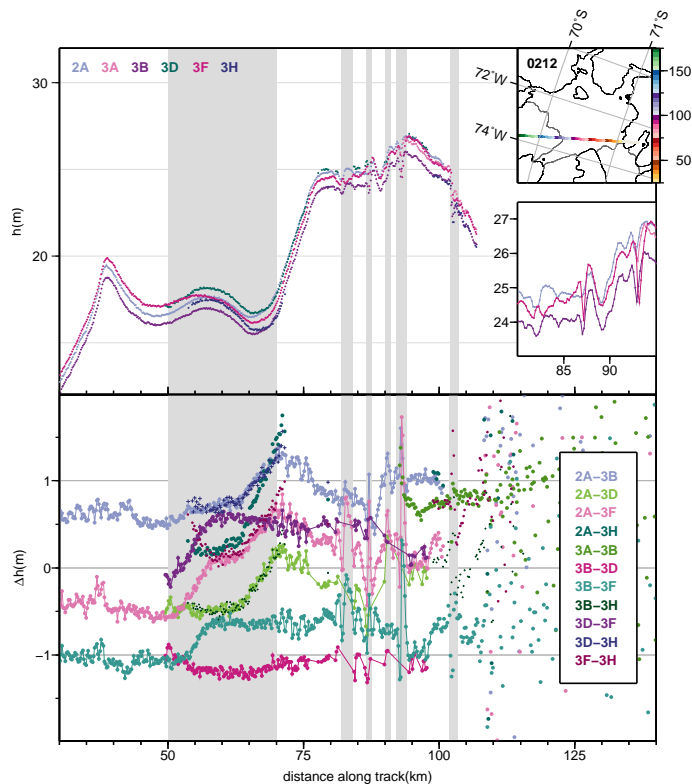 70°S
71°S
2A 3A 3B 3D 3F 3H
0212
72°W
74°W
150
100
50
30
20
h(m)
27
26
25
24
85 90
1
0
−1
Δh(m)
2A−3B
2A−3D
2A−3F
2A−3H
3A−3B
3B−3D
3B−3F
3B−3H
3D−3F
3D−3H
3F−3H
50 75 100 125
distance along track(km)